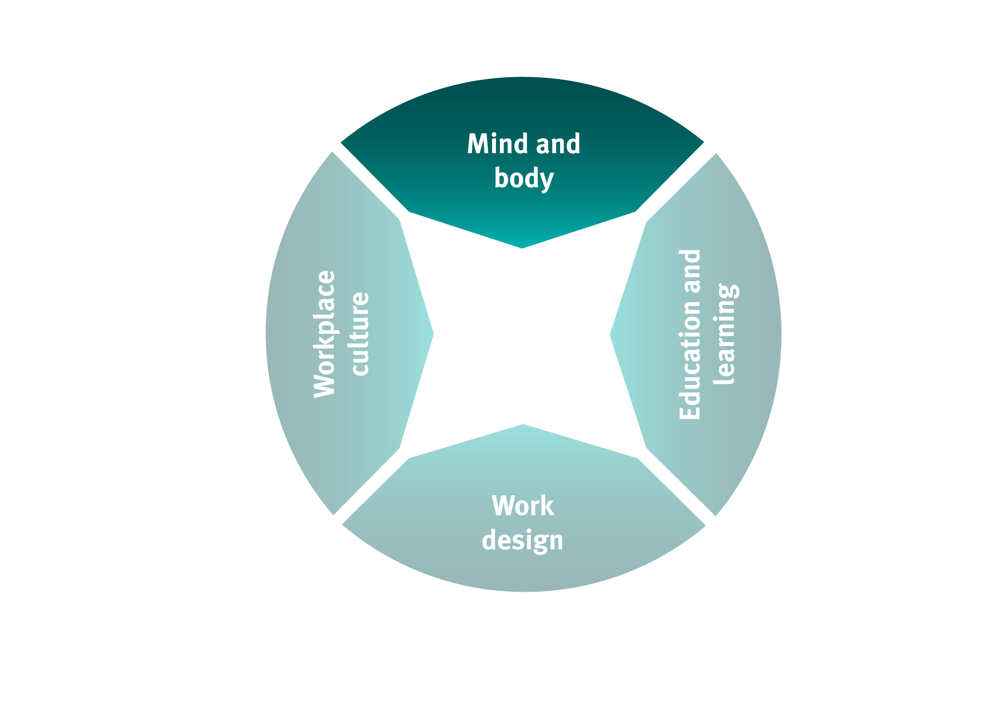 Mind and
body
Workplace
culture
Education and
learning
Work
design